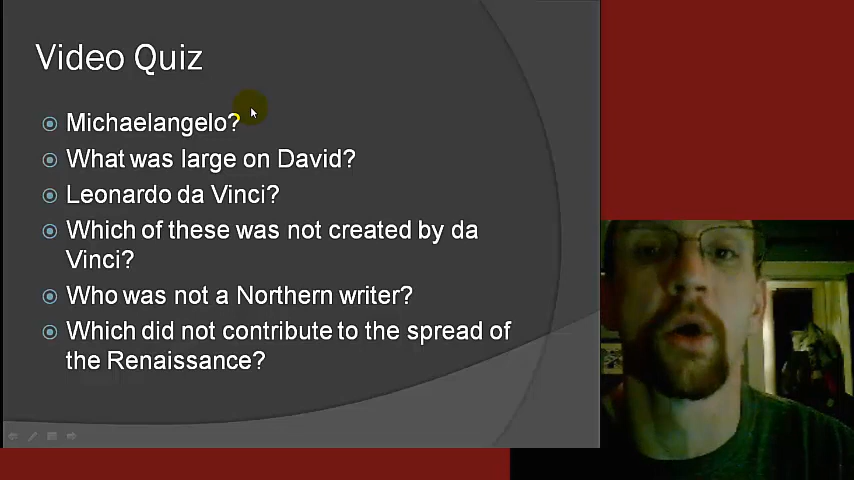 Video Quiz
Michaelangelo?
What was large on David?
Leonardo da Vinci?
Which of these was not created by da
Vinci?
Who was not a Northern writer?
Which did not contribute to the spread of
the Renaissance?